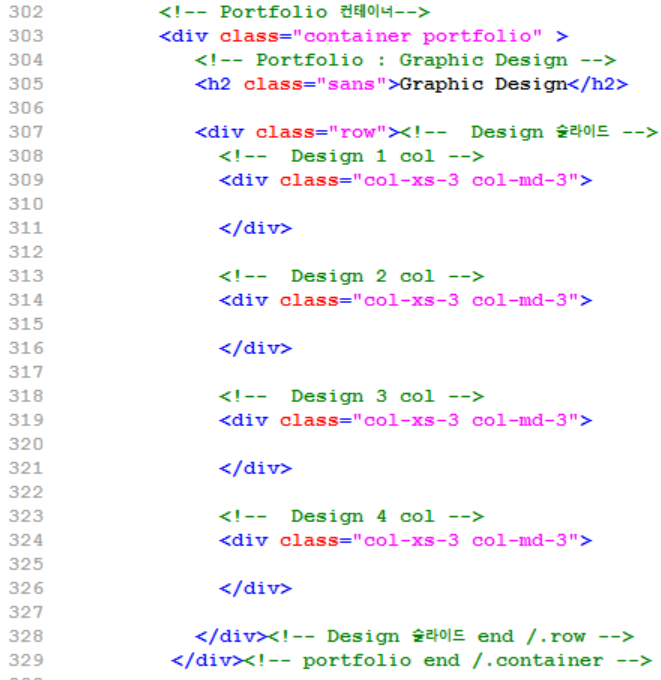 302 <!-- Portfolio 컨테이너-->
303 <div class="container portfolio" >
304 <!-- Portfolio : Graphic Design -->
305 <h2 class="sans">Graphic Design</h2>
306
307 <div class="row"><!--  Design 슬라이드 -->
308 <!--  Design 1 col -->
309 <div class="col-xs-3 col-md-3">
310
311 </div>
312
313 <!--  Design 2 col -->
314 <div class="col-xs-3 col-md-3">
315
316 </div>
317
318 <!--  Design 3 col -->
319 <div class="col-xs-3 col-md-3">
320
321 </div>
322
323 <!--  Design 4 col -->
324 <div class="col-xs-3 col-md-3">
325
326 </div>
327
328 </div><!-- Design 슬라이드 end /.row -->
329 </div><!-- portfolio end /.container -->